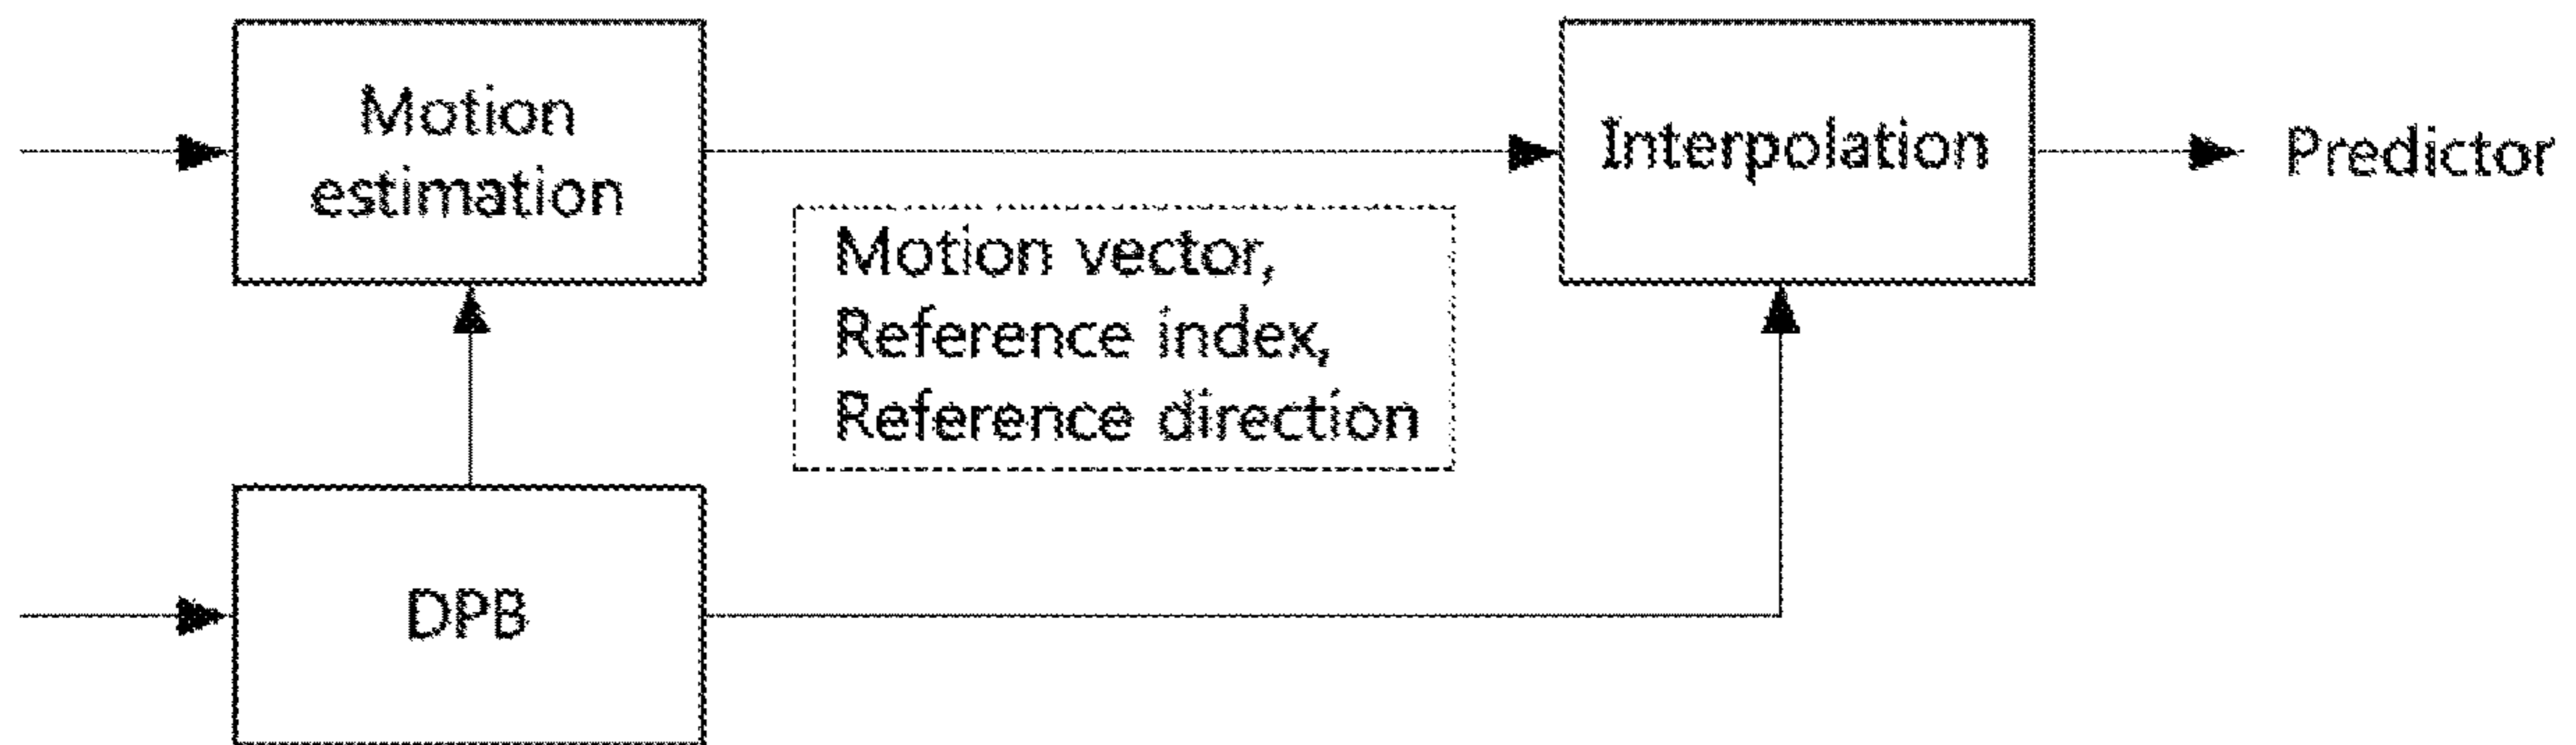 Motion
estimation
Interpolation
Predictor
Motion vector,
Reference index,
Reference direction
DPB